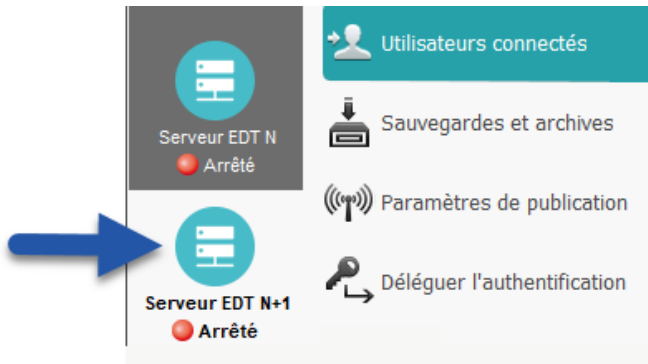 Serveur EDT N
Arrêté
Serveur EDT N+1
Arrêté
Utilisateurs connectés
Sauvegardes et archives
Paramètres de publication
Déléguer l'authentification